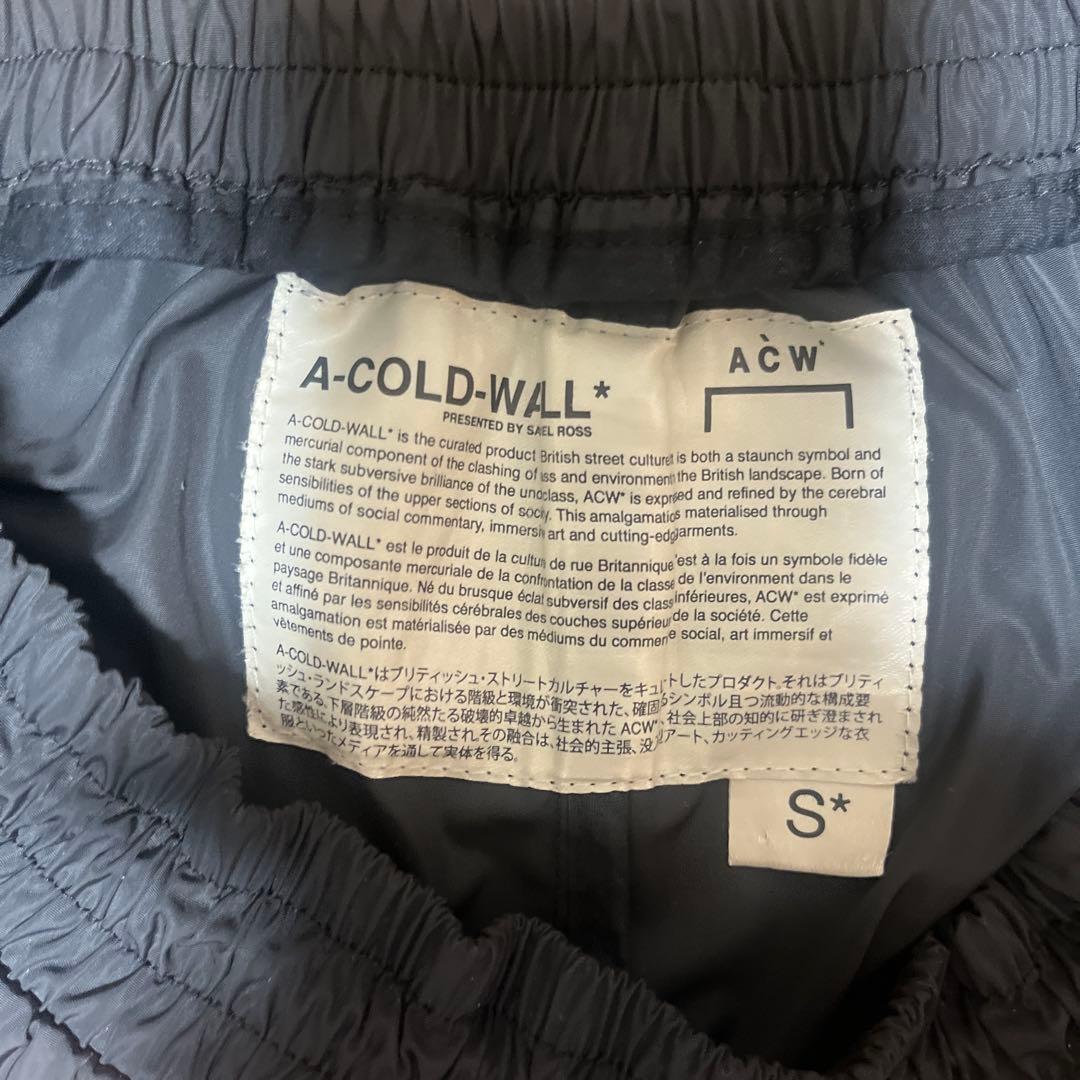 A-COLD-WALL*
PRESENTED BY SAEL ROSS
ACW*
A-COLD-WALL* is the curated product British street culture it is both a staunch symbol and
mercurial component of the clashing of ss and environment the British landscape. Born of
the stark subversive brilliance of the class, ACW* is and refined by the cerebral
sensibilities of the upper sections of This materialised through
mediums of social commentary, art and
A-COLD-WALL* est le produit de la de rue Britannique est à la fois un symbole fidèle
et une composante mercuriale de la de la classe de l'environment dans le
paysage Britannique. Né du brusque éclat subversif des inférieures, ACW* est exprimé
et affiné par les sensibilités cérébrales des couches de la société. Cette
amalgamation est matérialisée par des médiums du social, art immersif et
vêtements de pointe.
A-COLD-WALL*はブリティッシュ・ストリートカルチャーをトしたプロダクト。それはブリティ
ッシュ・ランドスケープにおける階級と環境が衝突された、確固シンボル且つ流動的な構成要
素である。下層階級の純然たる破壊的卓越から生まれた ACW*、社会上部の知的に研ぎ澄まされ
た感性により表現され、精製されその融合は、社会的主張、アート、カッティングエッジな衣
服といったメディアを通して実体を得る。
S*